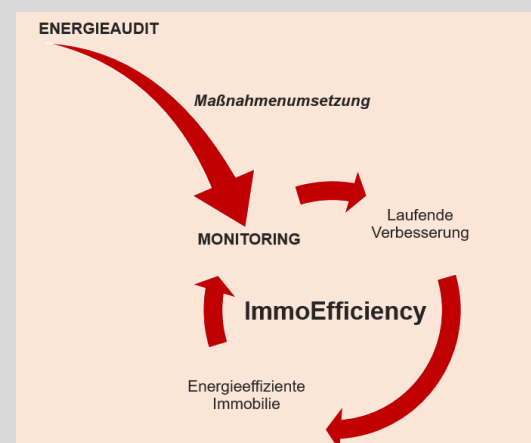 ENERGIEAUDIT
Maßnahmenumsetzung
MONITORING
Laufende
Verbesserung
ImmoEfficiency
Energieeffiziente
Immobilie